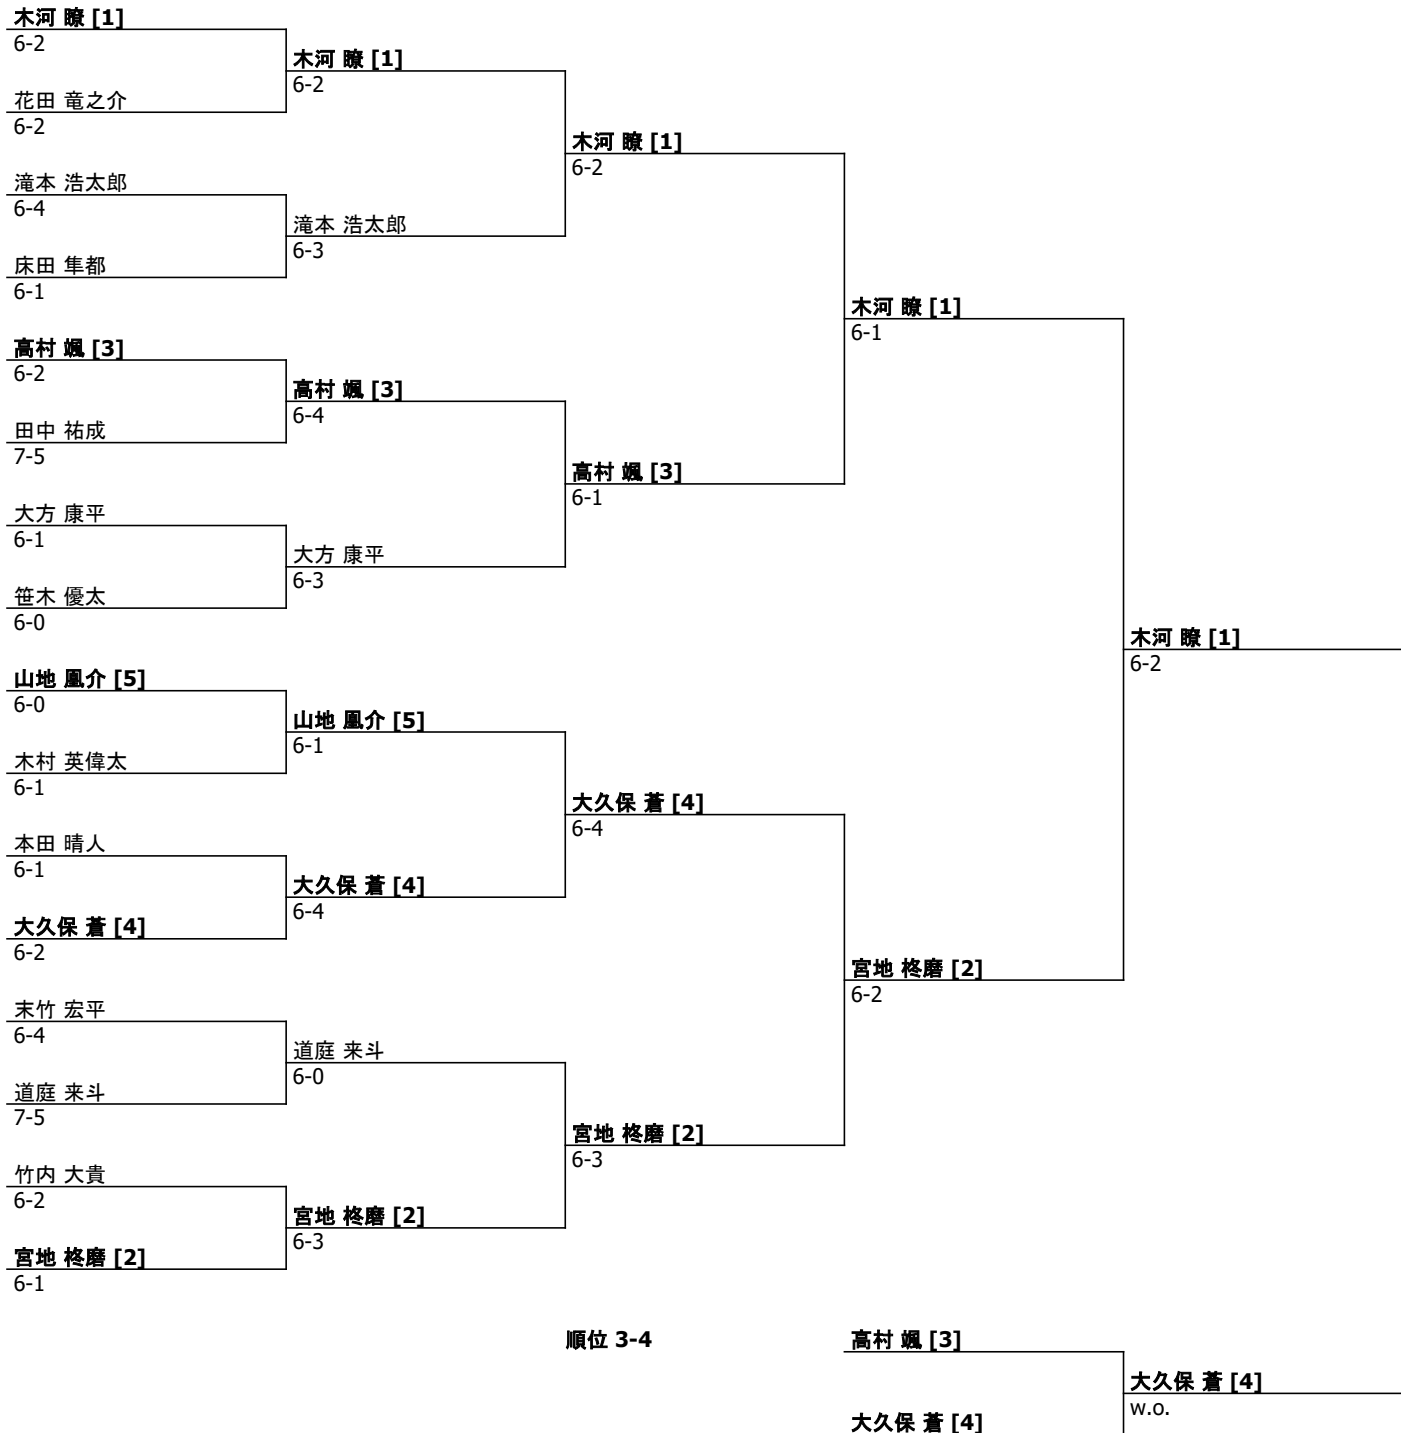 木河 瞭 [1]
6-2
花田 竜之介
6-2
滝本 浩太郎
6-4
床田 隼都
6-1
高村 颯 [3]
6-2
田中 祐成
7-5
大方 康平
6-1
笹木 優太
6-0
山地 凰介 [5]
6-0
木村 英偉太
6-1
本田 晴人
6-1
大久保 蒼 [4]
6-2
末竹 宏平
6-4
道庭 来斗
7-5
竹内 大貴
6-2
宮地 柊磨 [2]
6-1
木河 瞭 [1]
6-2
滝本 浩太郎
6-3
高村 颯 [3]
6-4
大方 康平
6-3
山地 凰介 [5]
6-1
大久保 蒼 [4]
6-4
道庭 来斗
6-0
宮地 柊磨 [2]
6-3
木河 瞭 [1]
6-2
高村 颯 [3]
6-1
大久保 蒼 [4]
6-4
宮地 柊磨 [2]
6-3
木河 瞭 [1]
6-1
宮地 柊磨 [2]
6-2
木河 瞭 [1]
6-2
順位 3-4
高村 颯 [3]
大久保 蒼 [4]
大久保 蒼 [4]
w.o.